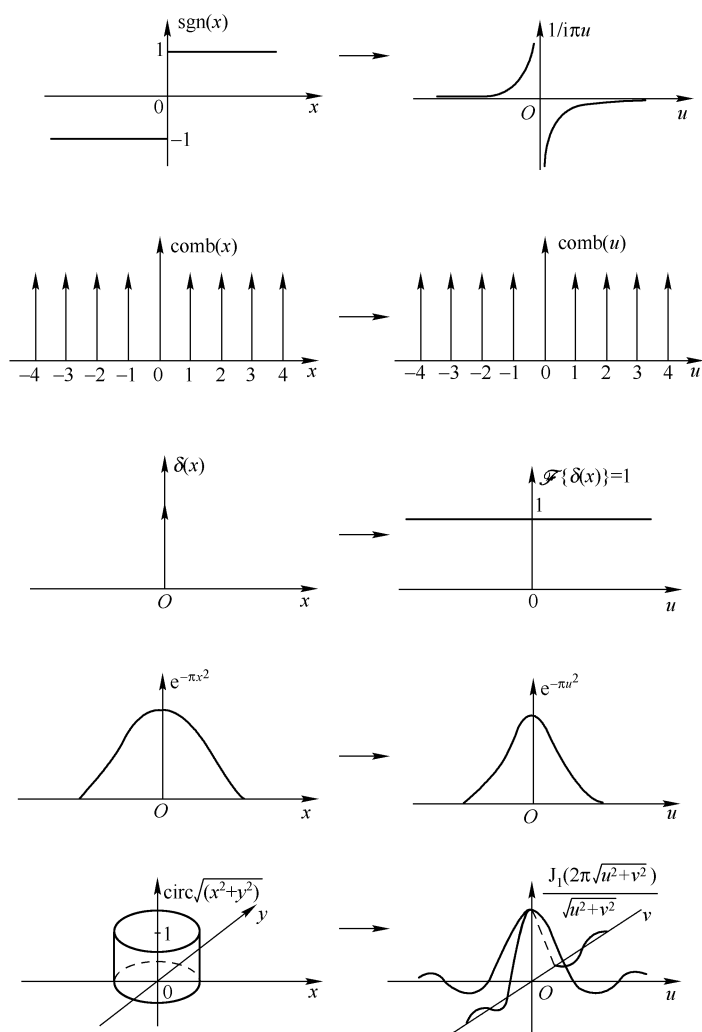 sgn(x)
1
0
x
–1
1/iπu
O
u
comb(x)
–4 –3 –2 –1 0 1 2 3 4 x
comb(u)
–4 –3 –2 –1 0 1 2 3 4 u
δ(x)
O
x
ℱ{δ(x)}=1
1
0
u
e^{–πx²}
O
x
e^{–πu²}
O
u
circ√(x²+y²)
y
1
0
x
J₁(2π√u²+v²)
√u²+v²
v
O
u